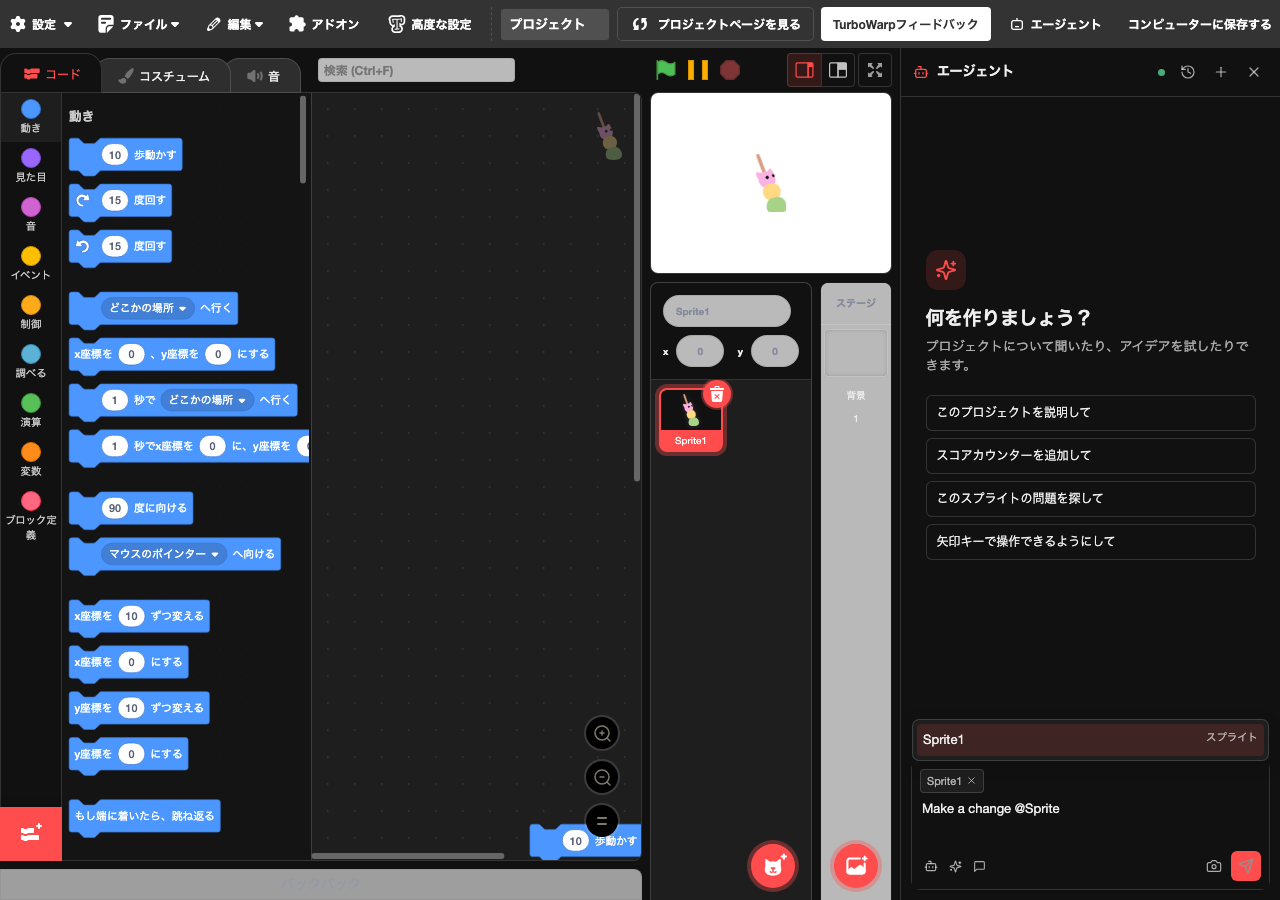 設定
ファイル
編集
アドオン
高度な設定
プロジェクト
プロジェクトページを見る
TurboWarpフィードバック
エージェント
コンピューターに保存する
コード
コスチューム
音
検索 (Ctrl+F)
エージェント
動き
見た目
音
イベント
制御
調べる
演算
変数
ブロック定義
動き
10 歩動かす
15 度回す
15 度回す
どこかの場所 へ行く
x座標を 0 、y座標を 0 にする
1 秒で どこかの場所 へ行く
1 秒でx座標を 0 に、y座標を
90 度に向ける
マウスのポインター へ向ける
x座標を 10 ずつ変える
x座標を 0 にする
y座標を 10 ずつ変える
y座標を 0 にする
もし端に着いたら、跳ね返る
10 歩動かす
バックパック
Sprite1
x 0 y 0
Sprite1
ステージ
背景
1
何を作りましょう？
プロジェクトについて聞いたり、アイデアを試したりで
きます。
このプロジェクトを説明して
スコアカウンターを追加して
このスプライトの問題を探して
矢印キーで操作できるようにして
Sprite1 スプライト
Sprite1
Make a change @Sprite